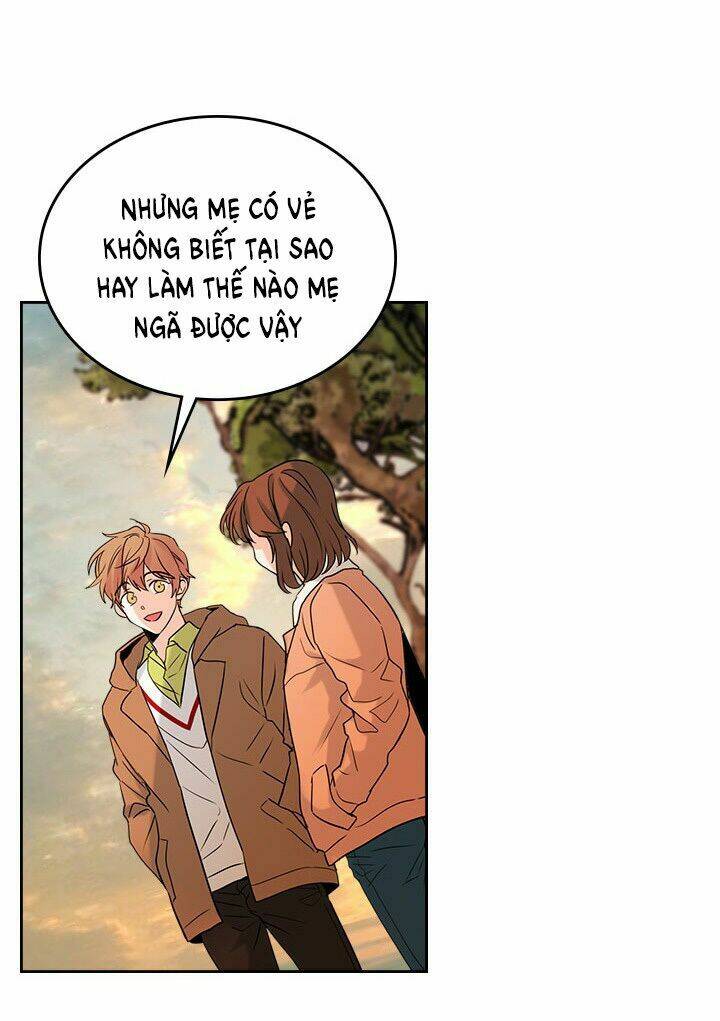 NHƯNG MẸ CÓ VẺ
KHÔNG BIẾT TẠI SAO
HAY LÀM THẾ NÀO MẸ
NGÃ ĐƯỢC VẬY